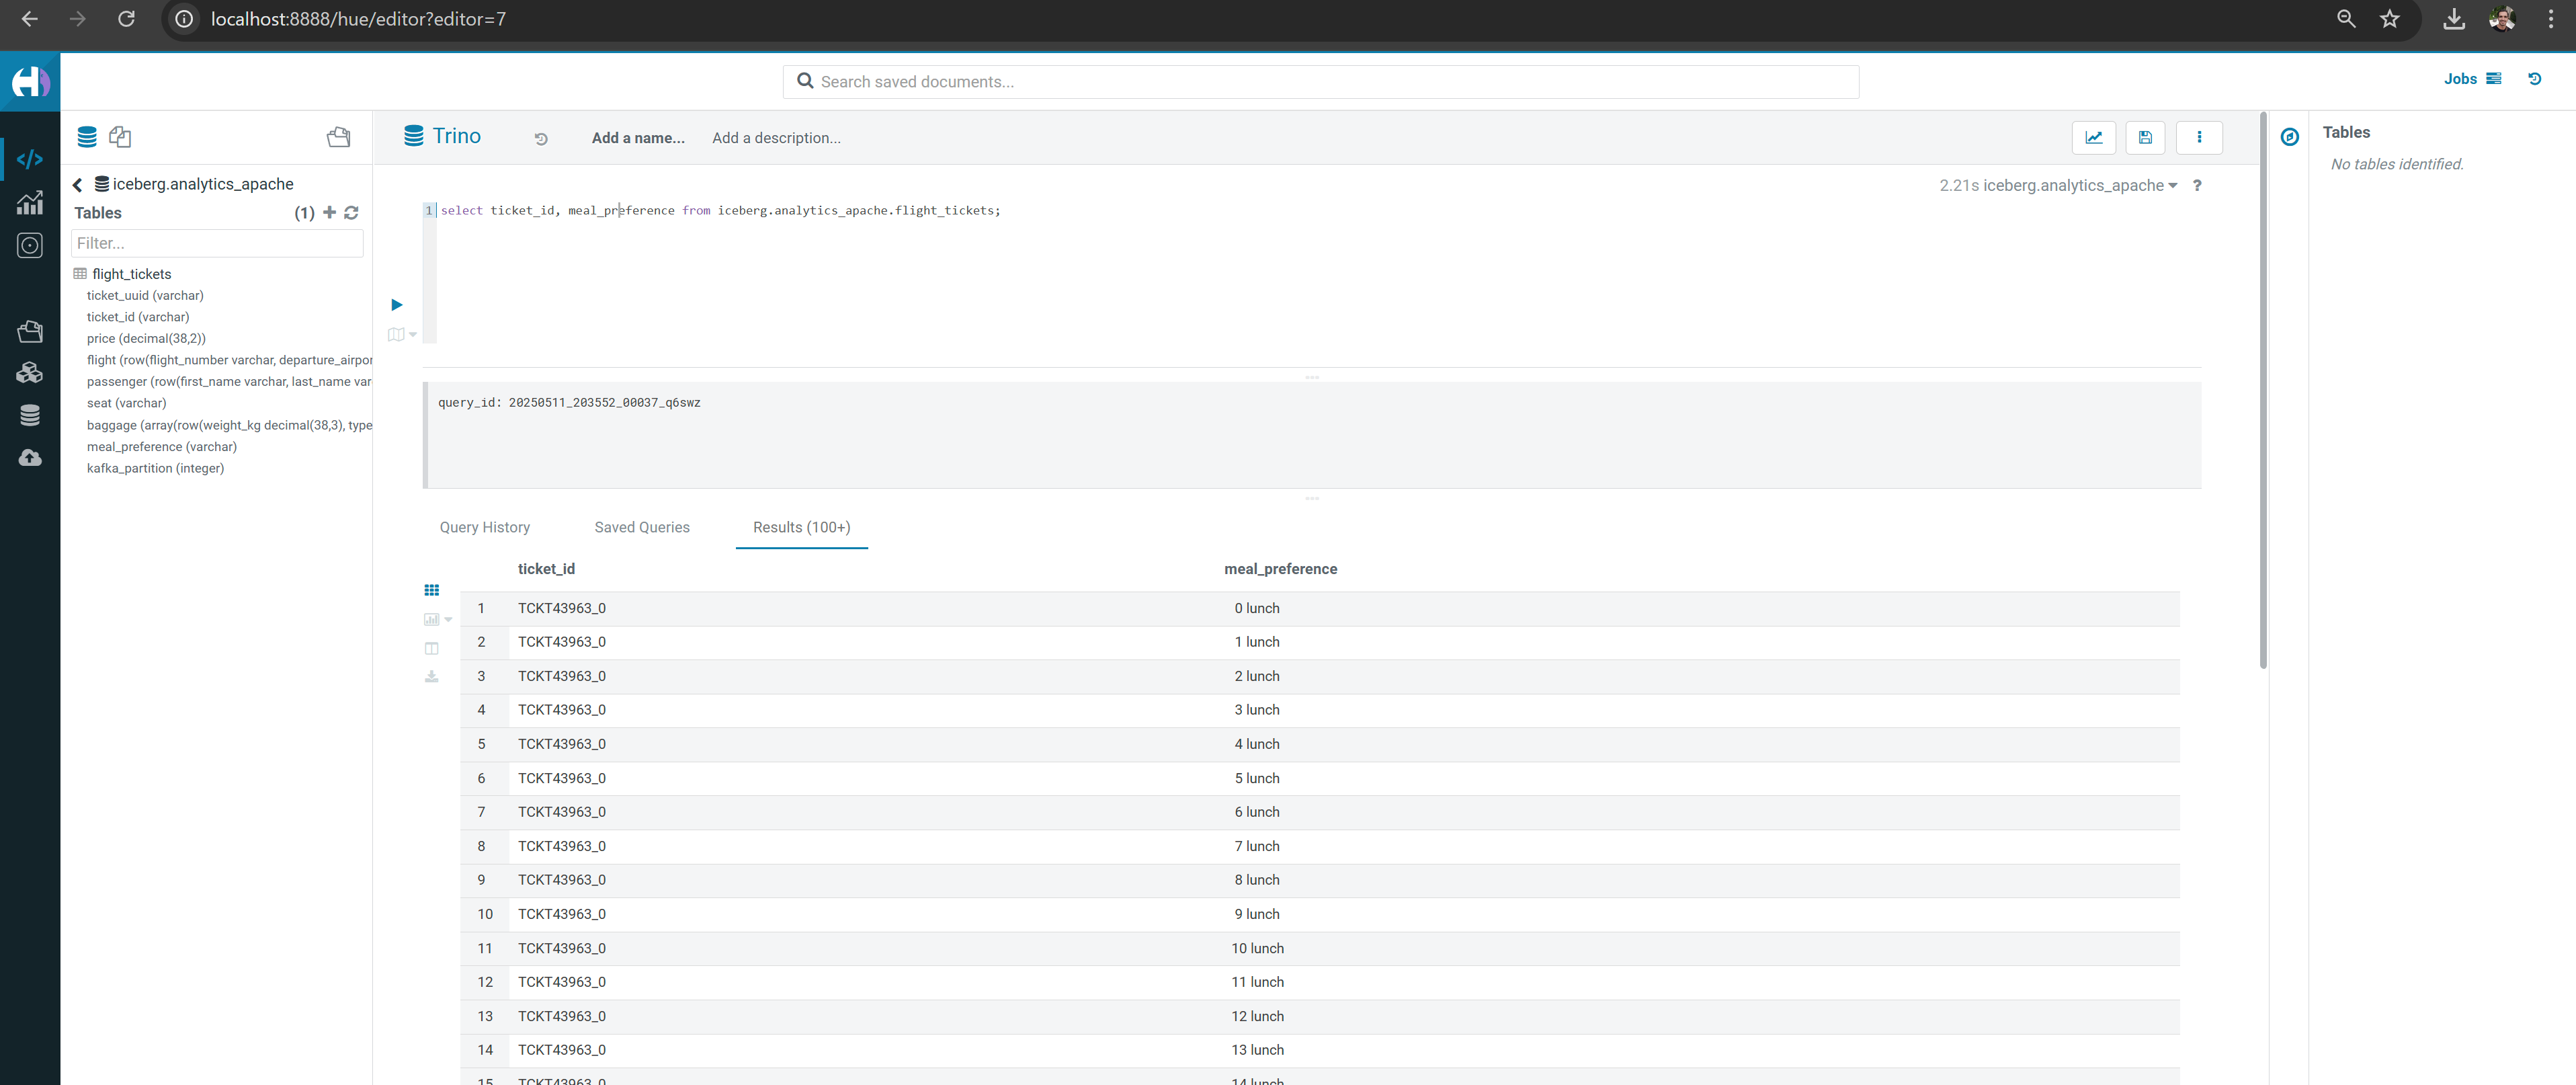 localhost:8888/hue/editor?editor=7
Search saved documents...
Jobs
iceberg.analytics_apache
Tables (1)
Filter...
flight_tickets
ticket_uuid (varchar)
ticket_id (varchar)
price (decimal(38,2))
flight (row(flight_number varchar, departure_airpor
passenger (row(first_name varchar, last_name var
seat (varchar)
baggage (array(row(weight_kg decimal(38,3), type
meal_preference (varchar)
kafka_partition (integer)
Trino
Add a name...
Add a description...
2.21s iceberg.analytics_apache ?
1 select ticket_id, meal_preference from iceberg.analytics_apache.flight_tickets;
query_id: 20250511_203552_00037_q6swz
Query History
Saved Queries
Results (100+)
ticket_id meal_preference
1 TCKT43963_0 0 lunch
2 TCKT43963_0 1 lunch
3 TCKT43963_0 2 lunch
4 TCKT43963_0 3 lunch
5 TCKT43963_0 4 lunch
6 TCKT43963_0 5 lunch
7 TCKT43963_0 6 lunch
8 TCKT43963_0 7 lunch
9 TCKT43963_0 8 lunch
10 TCKT43963_0 9 lunch
11 TCKT43963_0 10 lunch
12 TCKT43963_0 11 lunch
13 TCKT43963_0 12 lunch
14 TCKT43963_0 13 lunch
15 TCKT43963_0 14 lunch
Tables
No tables identified.